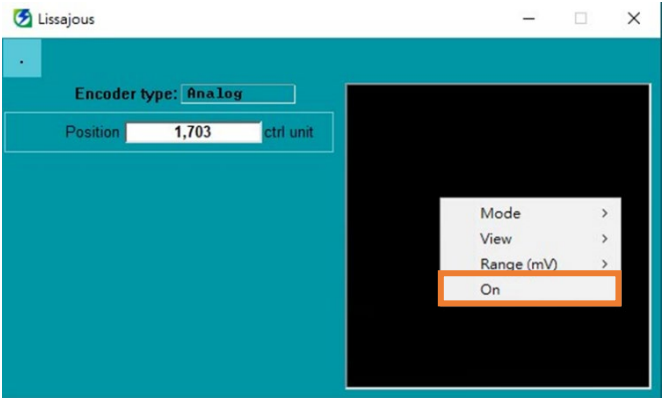 Lissajous
.
Encoder type: Analog
Position 1,703 ctrl unit
Mode >
View >
Range (mV) >
On